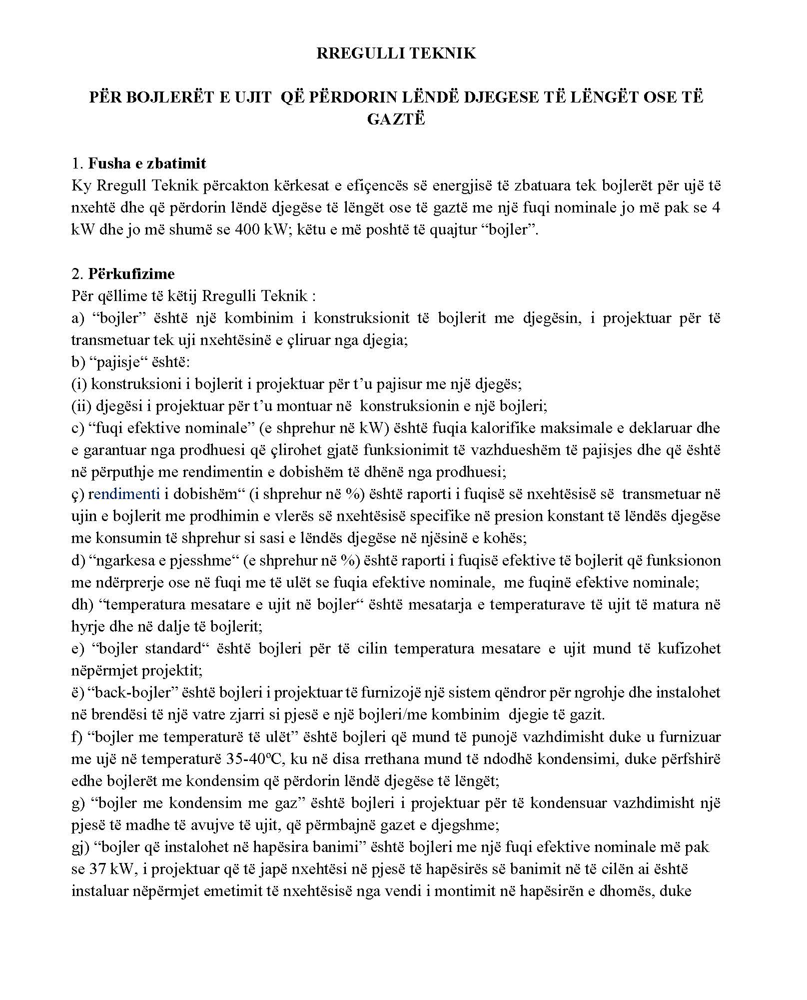 RREGULLI TEKNIK
PËR BOJLERËT E UJIT QË PËRDORIN LËNDË DJEGESE TË LËNGËT OSE TË
GAZTË
1. Fusha e zbatimit
Ky Rregull Teknik përcakton kërkesat e efiçencës së energjisë të zbatuara tek bojlerët për ujë të
nxehtë dhe që përdorin lëndë djegëse të lëngët ose të gaztë me një fuqi nominale jo më pak se 4
kW dhe jo më shumë se 400 kW; këtu e më poshtë të quajtur “bojler”.
2. Përkufizime
Për qëllime të këtij Rregulli Teknik :
a) “bojler” është një kombinim i konstruksionit të bojlerit me djegësin, i projektuar për të
transmetuar tek uji nxehtësinë e çliruar nga djegia;
b) “pajisje“ është:
(i) konstruksioni i bojlerit i projektuar për t’u pajisur me një djegës;
(ii) djegësi i projektuar për t’u montuar në konstruksionin e një bojleri;
c) “fuqi efektive nominale” (e shprehur në kW) është fuqia kalorifike maksimale e deklaruar dhe
e garantuar nga prodhuesi që çlirohet gjatë funksionimit të vazhdueshëm të pajisjes dhe që është
në përputhje me rendimentin e dobishëm të dhënë nga prodhuesi;
ç) rendimenti i dobishëm“ (i shprehur në %) është raporti i fuqisë së nxehtësisë së transmetuar në
ujin e bojlerit me prodhimin e vlerës së nxehtësisë specifike në presion konstant të lëndës djegëse
me konsumin të shprehur si sasi e lëndës djegëse në njësinë e kohës;
d) “ngarkesa e pjesshme“ (e shprehur në %) është raporti i fuqisë efektive të bojlerit që funksionon
me ndërprerje ose në fuqi me të ulët se fuqia efektive nominale, me fuqinë efektive nominale;
dh) “temperatura mesatare e ujit në bojler“ është mesatarja e temperaturave të ujit të matura në
hyrje dhe në dalje të bojlerit;
e) “bojler standard“ është bojleri për të cilin temperatura mesatare e ujit mund të kufizohet
nëpërmjet projektit;
ë) “back-bojler” është bojleri i projektuar të furnizojë një sistem qëndror për ngrohje dhe instalohet
në brendësi të një vatre zjarri si pjesë e një bojleri/me kombinim djegie të gazit.
f) “bojler me temperaturë të ulët” është bojleri që mund të punojë vazhdimisht duke u furnizuar
me ujë në temperaturë 35-40ºC, ku në disa rrethana mund të ndodhë kondensimi, duke përfshirë
edhe bojlerët me kondensim që përdorin lëndë djegëse të lëngët;
g) “bojler me kondensim me gaz” është bojleri i projektuar për të kondensuar vazhdimisht një
pjesë të madhe të avujve të ujit, që përmbajnë gazet e djegshme;
gj) “bojler që instalohet në hapësira banimi” është bojleri me një fuqi efektive nominale më pak
se 37 kW, i projektuar që të japë nxehtësi në pjesë të hapësirës së banimit në të cilën ai është
instaluar nëpërmjet emetimit të nxehtësisë nga vendi i montimit në hapësirën e dhomës, duke